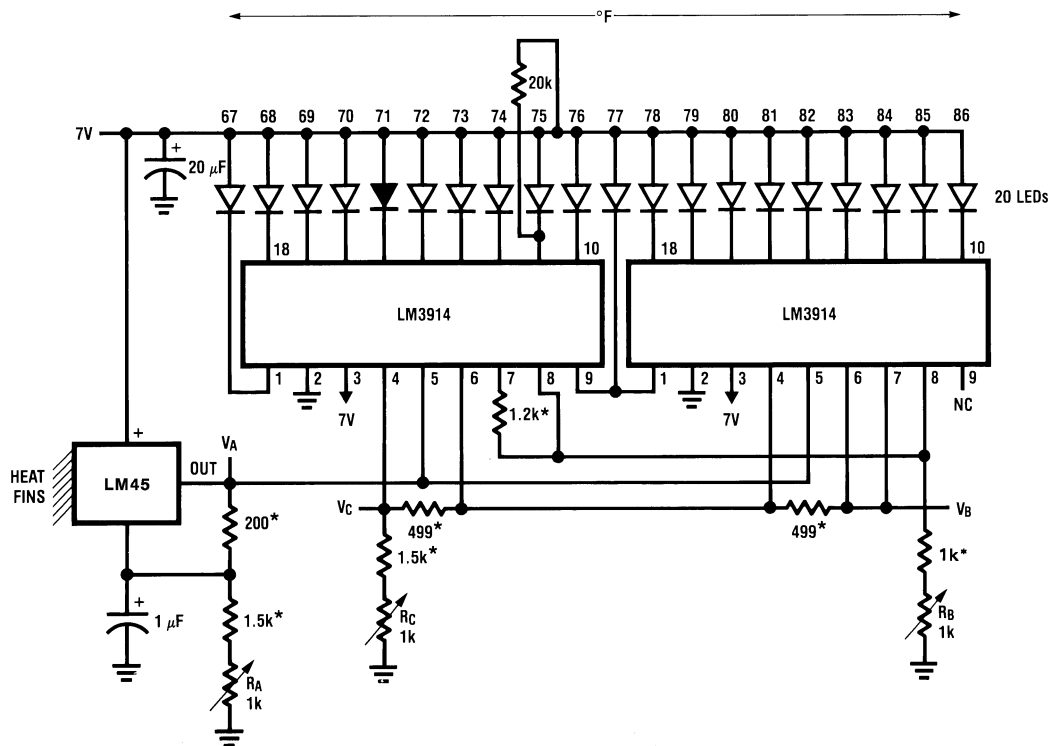 °F
20k
67 68 69 70 71 72 73 74 75 76 77 78 79 80 81 82 83 84 85 86
7V
+
20 µF
20 LEDs
18 10 18 10
LM3914 LM3914
1 2 3 4 5 6 7 8 9 1 2 3 4 5 6 7 8 9
7V 1.2k* 7V NC
+
VA
HEAT FINS
LM45
OUT
200*
VC
499*
499*
VB
1.5k*
1k*
+
1 µF
1.5k*
RC
1k
RB
1k
RA
1k